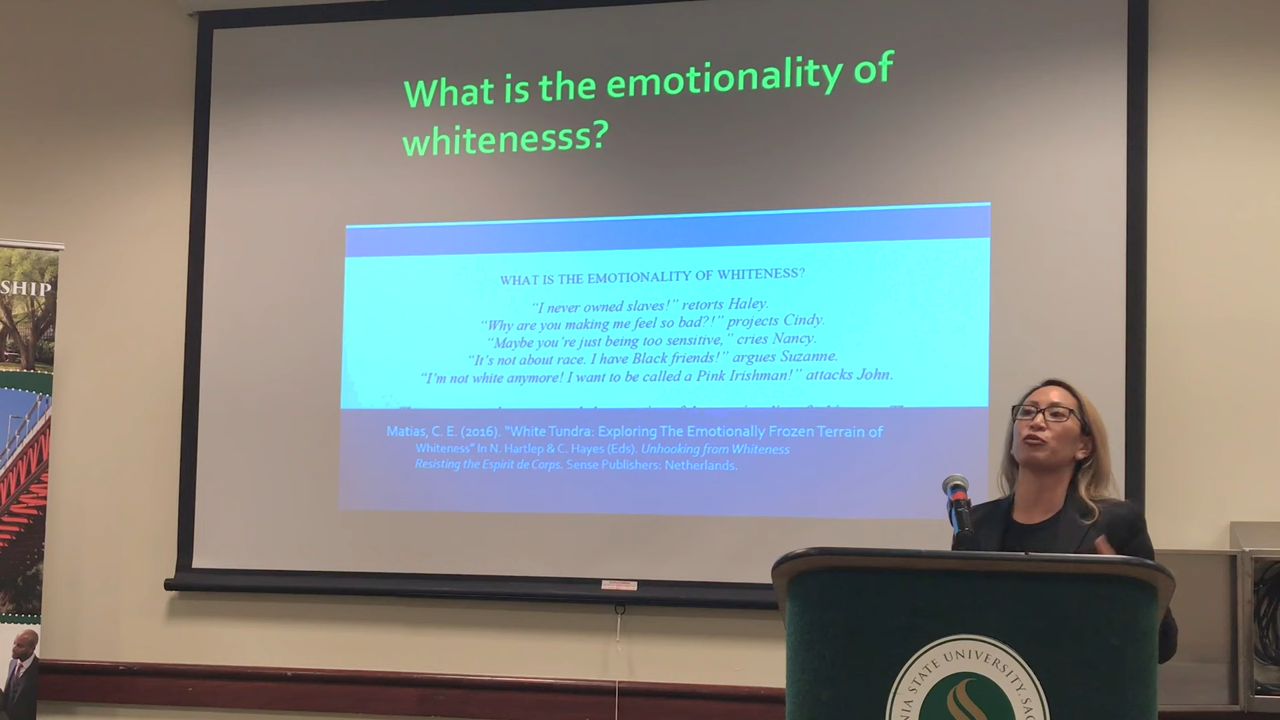 What is the emotionality of
whitenesss?
WHAT IS THE EMOTIONALITY OF WHITENESS?
“I never owned slaves!” retorts Haley.
“Why are you making me feel so bad?!” projects Cindy.
“Maybe you’re just being too sensitive,” cries Nancy.
“It’s not about race. I have Black friends!” argues Suzanne.
“I’m not white anymore! I want to be called a Pink Irishman!” attacks John.
Matias, C. E. (2016). “White Tundra: Exploring The Emotionally Frozen Terrain of
Whiteness” In N. Hartlep & C. Hayes (Eds). Unhooking from Whiteness
Resisting the Espirit de Corps. Sense Publishers: Netherlands.
SHIP
NIA STATE UNIVERSITY, SAC